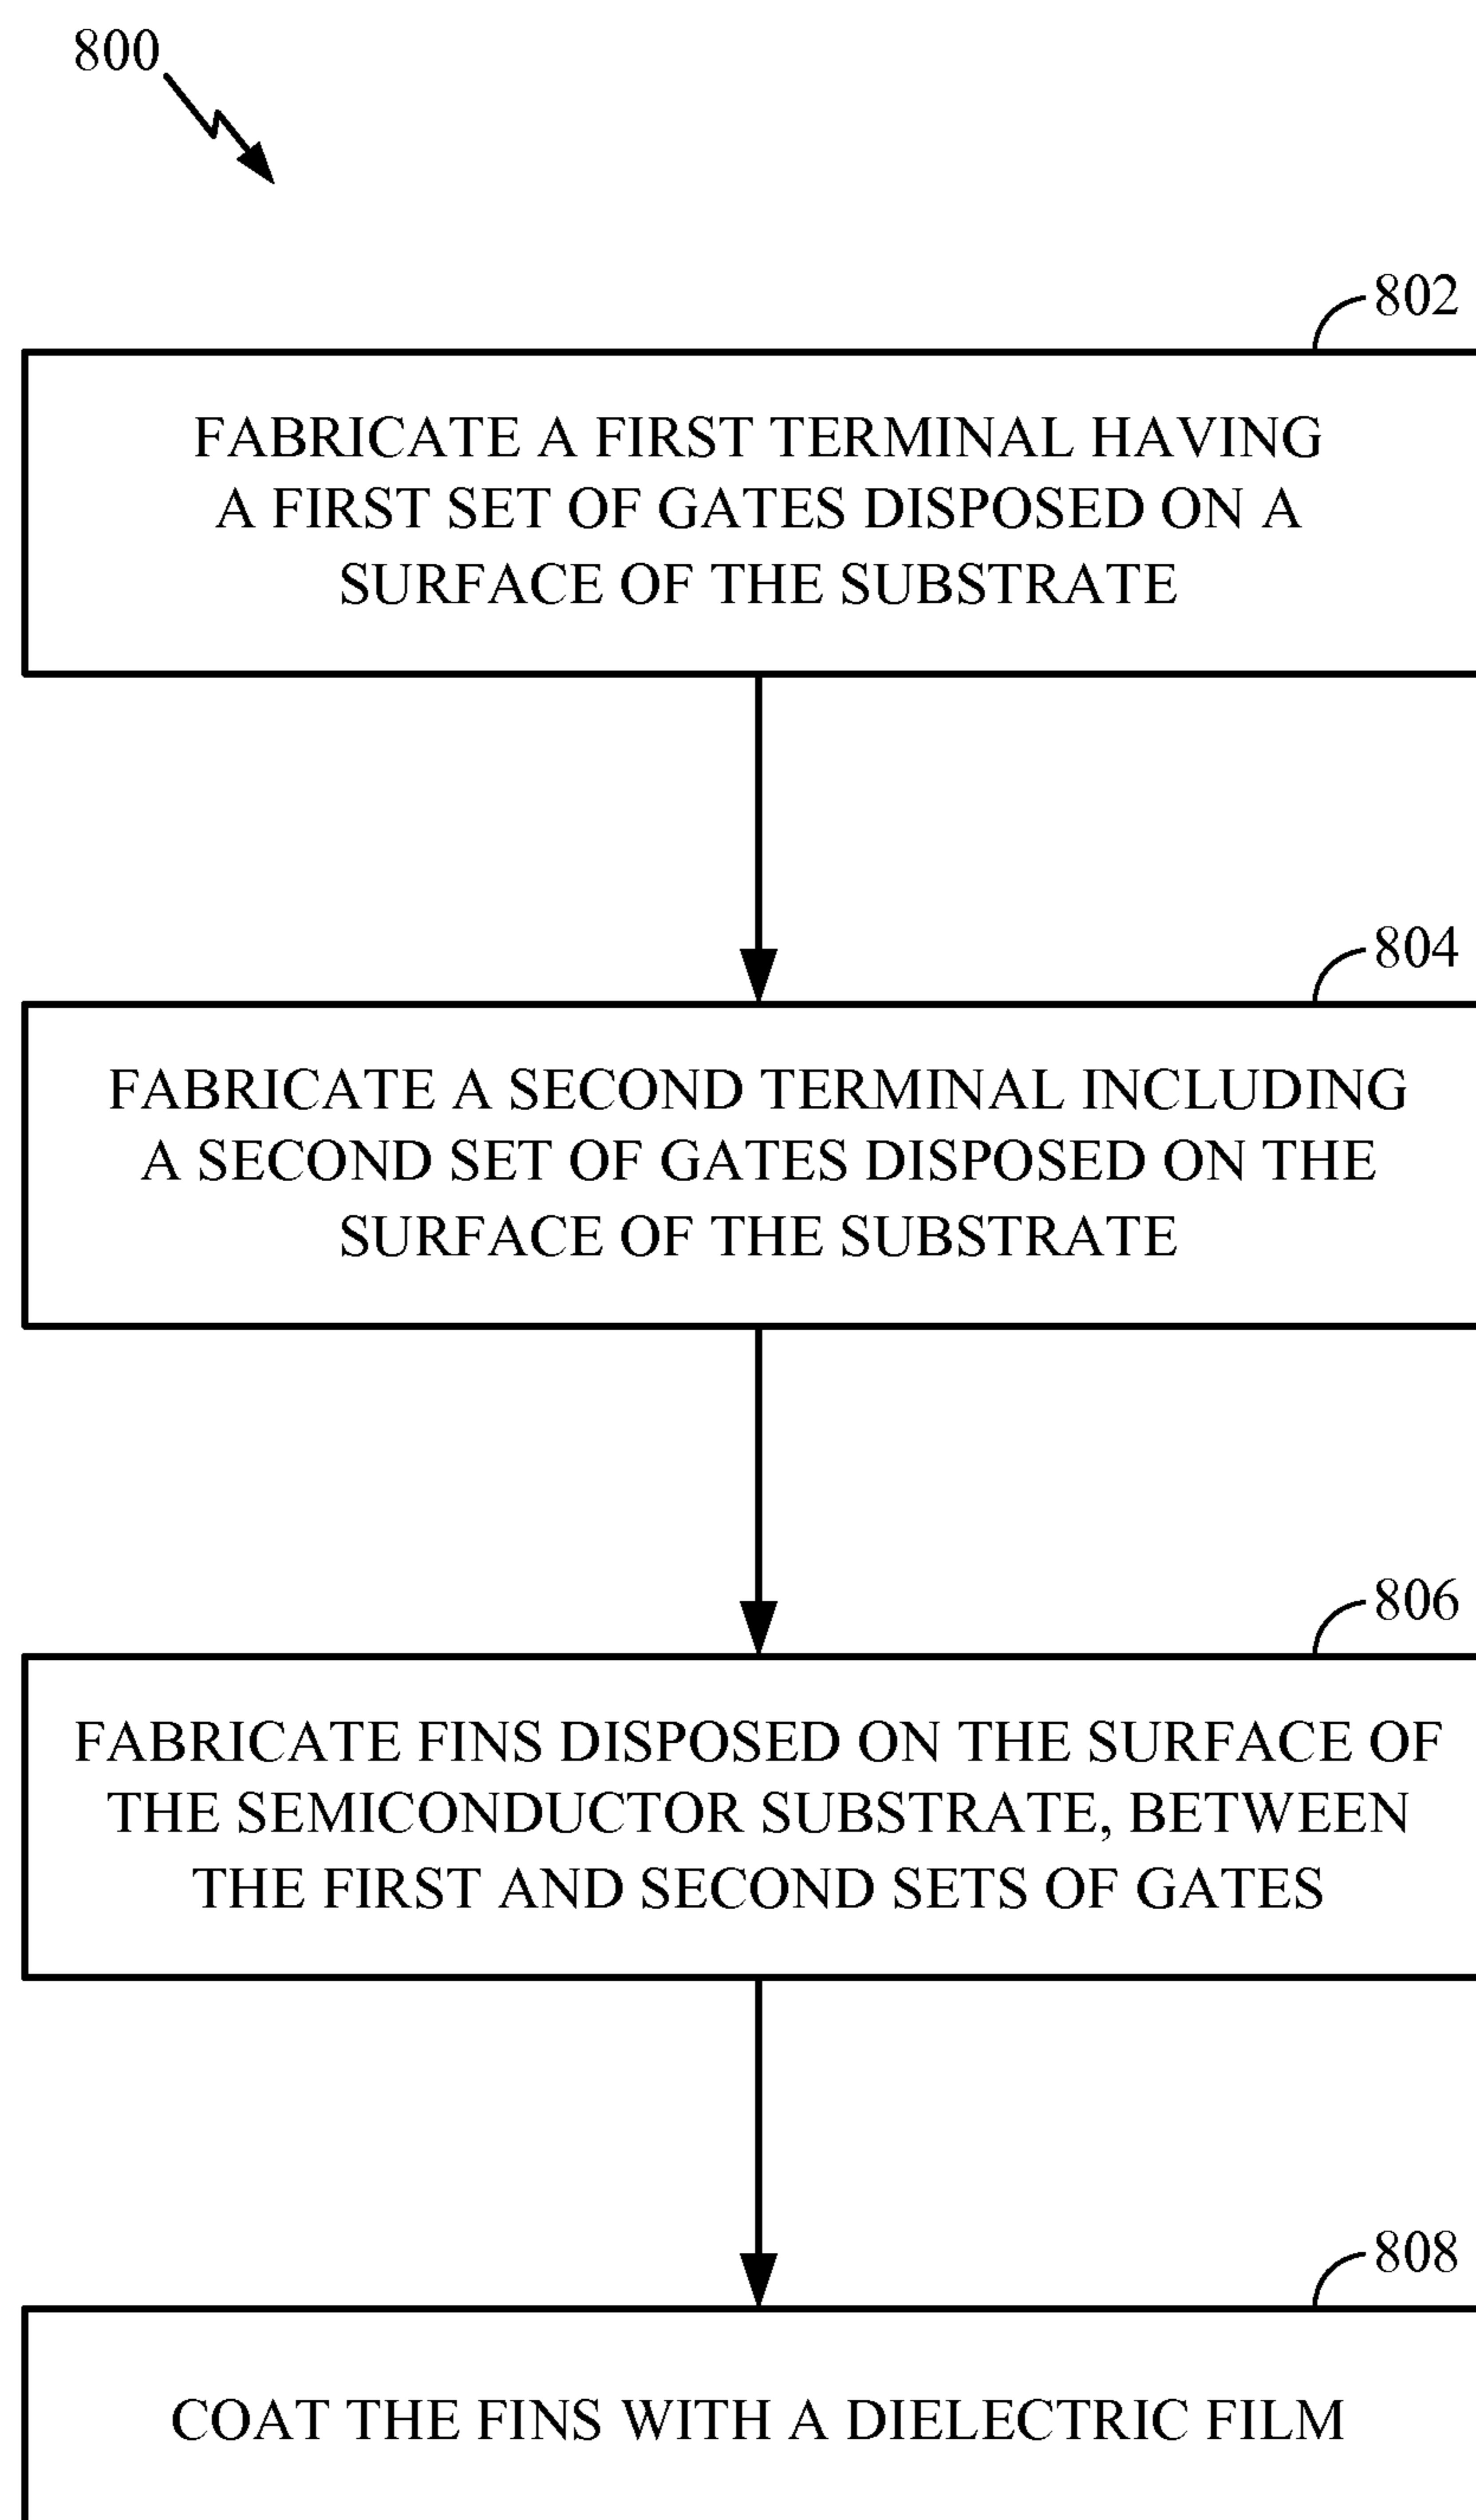 800
802
FABRICATE A FIRST TERMINAL HAVING
A FIRST SET OF GATES DISPOSED ON A
SURFACE OF THE SUBSTRATE
804
FABRICATE A SECOND TERMINAL INCLUDING
A SECOND SET OF GATES DISPOSED ON THE
SURFACE OF THE SUBSTRATE
806
FABRICATE FINS DISPOSED ON THE SURFACE OF
THE SEMICONDUCTOR SUBSTRATE, BETWEEN
THE FIRST AND SECOND SETS OF GATES
808
COAT THE FINS WITH A DIELECTRIC FILM